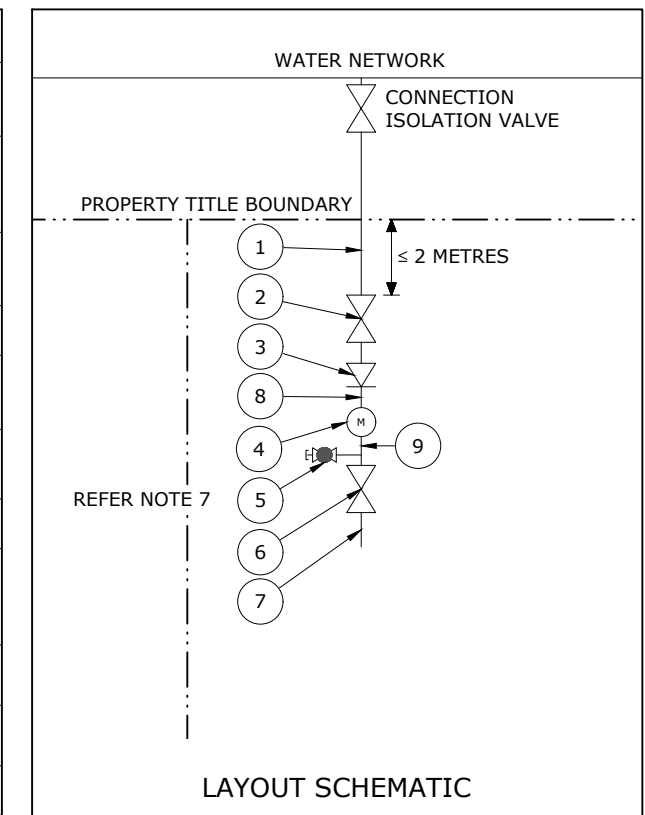 WATER NETWORK
CONNECTION
ISOLATION VALVE
PROPERTY TITLE BOUNDARY
1
≤ 2 METRES
2
3
8
M
4
9
5
REFER NOTE 7
6
7
LAYOUT SCHEMATIC